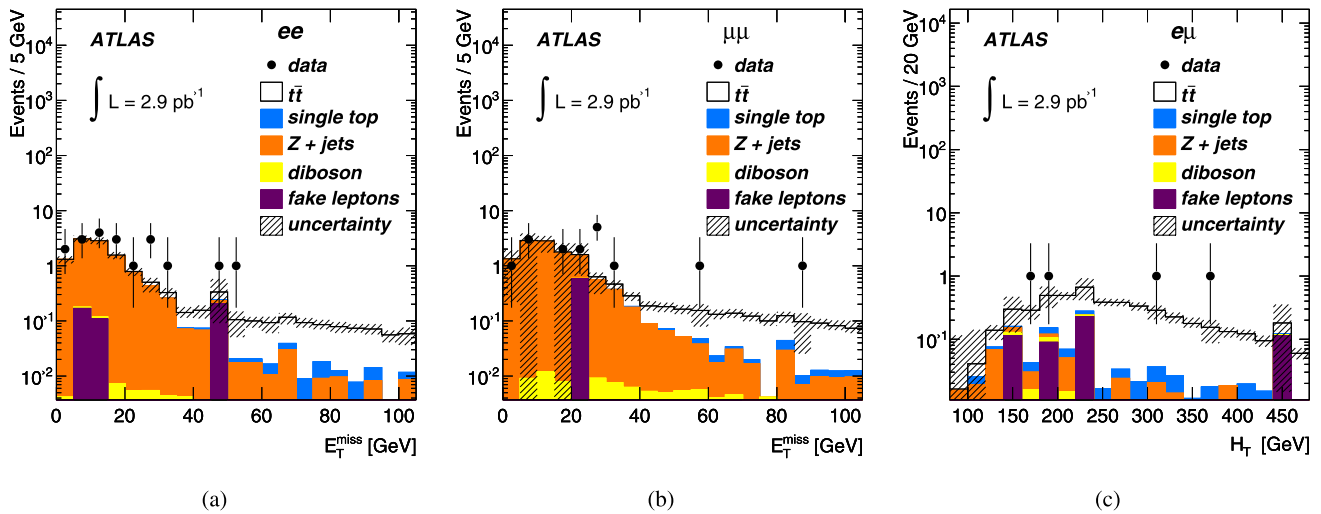 Events / 5 GeV
10⁴
10³
10²
10
1
10⁻¹
10⁻²
ATLAS
ee
∫ L = 2.9 pb›¹
data
tt̄
single top
Z + jets
diboson
fake leptons
uncertainty
0 20 40 60 80 100
E_T^miss [GeV]
(a)
Events / 5 GeV
10⁴
10³
10²
10
1
10⁻¹
10⁻²
ATLAS
μμ
∫ L = 2.9 pb›¹
data
tt̄
single top
Z + jets
diboson
fake leptons
uncertainty
0 20 40 60 80 100
E_T^miss [GeV]
(b)
Events / 20 GeV
10⁴
10³
10²
10
1
10⁻¹
ATLAS
eμ
∫ L = 2.9 pb›¹
data
tt̄
single top
Z + jets
diboson
fake leptons
uncertainty
100 150 200 250 300 350 400 450
H_T [GeV]
(c)